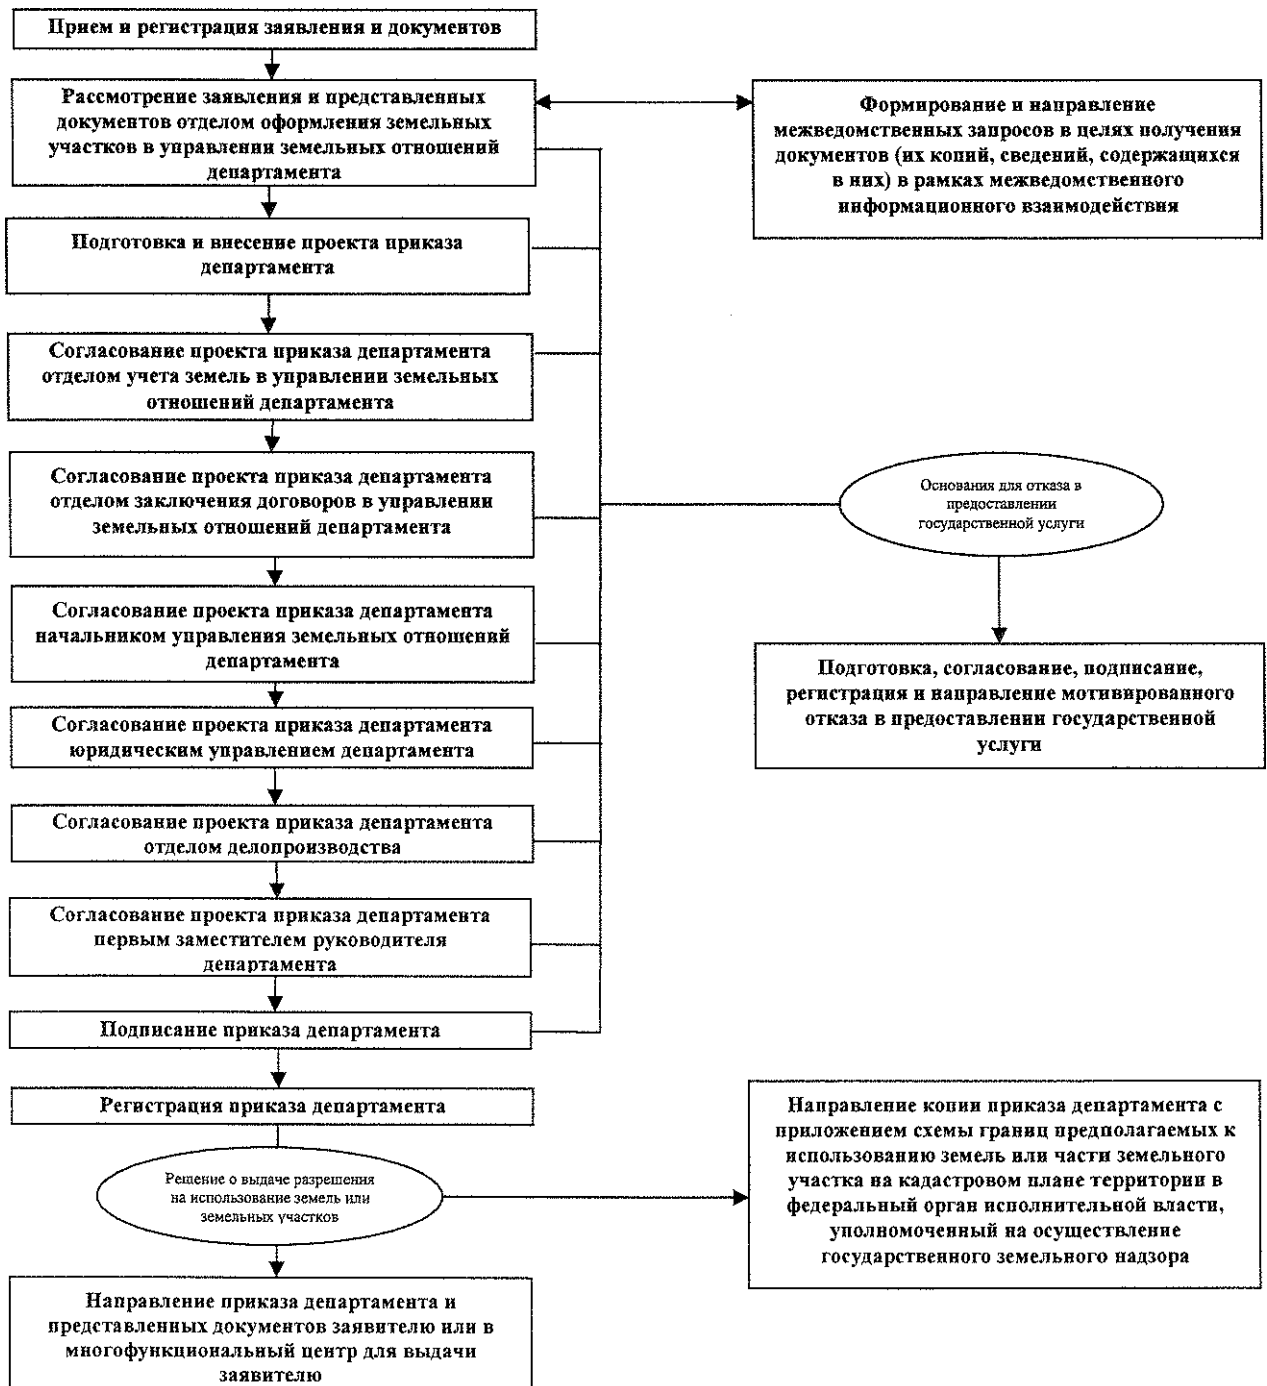 Прием и регистрация заявления и документов
Рассмотрение заявления и представленных
документов отделом оформления земельных
участков в управлении земельных отношений
департамента
Формирование и направление
межведомственных запросов в целях получения
документов (их копий, сведений, содержащихся
в них) в рамках межведомственного
информационного взаимодействия
Подготовка и внесение проекта приказа
департамента
Согласование проекта приказа департамента
отделом учета земель в управлении земельных
отношений департамента
Согласование проекта приказа департамента
отделом заключения договоров в управлении
земельных отношений департамента
Основания для отказа в
предоставлении
государственной услуги
Согласование проекта приказа департамента
начальником управления земельных отношений
департамента
Подготовка, согласование, подписание,
регистрация и направление мотивированного
отказа в предоставлении государственной
услуги
Согласование проекта приказа департамента
юридическим управлением департамента
Согласование проекта приказа департамента
отделом делопроизводства
Согласование проекта приказа департамента
первым заместителем руководителя
департамента
Подписание приказа департамента
Регистрация приказа департамента
Направление копии приказа департамента с
приложением схемы границ предполагаемых к
использованию земель или части земельного
участка на кадастровом плане территории в
федеральный орган исполнительной власти,
уполномоченный на осуществление
государственного земельного надзора
Решение о выдаче разрешения
на использование земель или
земельных участков
Направление приказа департамента и
представленных документов заявителю или в
многофункциональный центр для выдачи
заявителю